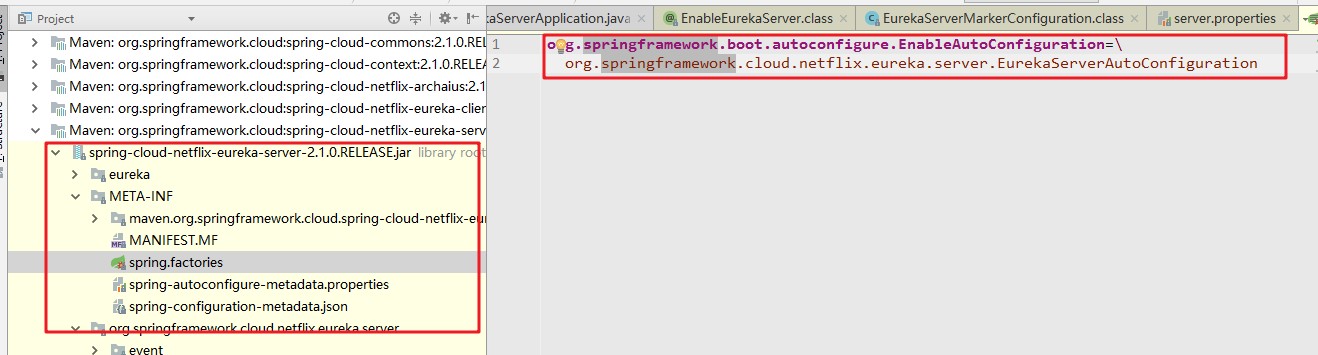 Project
Maven: org.springframework.cloud:spring-cloud-commons:2.1.0.REL
Maven: org.springframework.cloud:spring-cloud-context:2.1.0.RELEA
Maven: org.springframework.cloud:spring-cloud-netflix-archaius:2.1
Maven: org.springframework.cloud:spring-cloud-netflix-eureka-clien
Maven: org.springframework.cloud:spring-cloud-netflix-eureka-serv
spring-cloud-netflix-eureka-server-2.1.0.RELEASE.jar library root
eureka
META-INF
maven.org.springframework.cloud.spring-cloud-netflix-eu
MANIFEST.MF
spring.factories
spring-autoconfigure-metadata.properties
spring-configuration-metadata.json
org.springframework.cloud.netflix.eureka.server
event
kaServerApplication.java
EnableEurekaServer.class
EurekaServerMarkerConfiguration.class
server.properties
1 org.springframework.boot.autoconfigure.EnableAutoConfiguration=\
2 org.springframework.cloud.netflix.eureka.server.EurekaServerAutoConfiguration